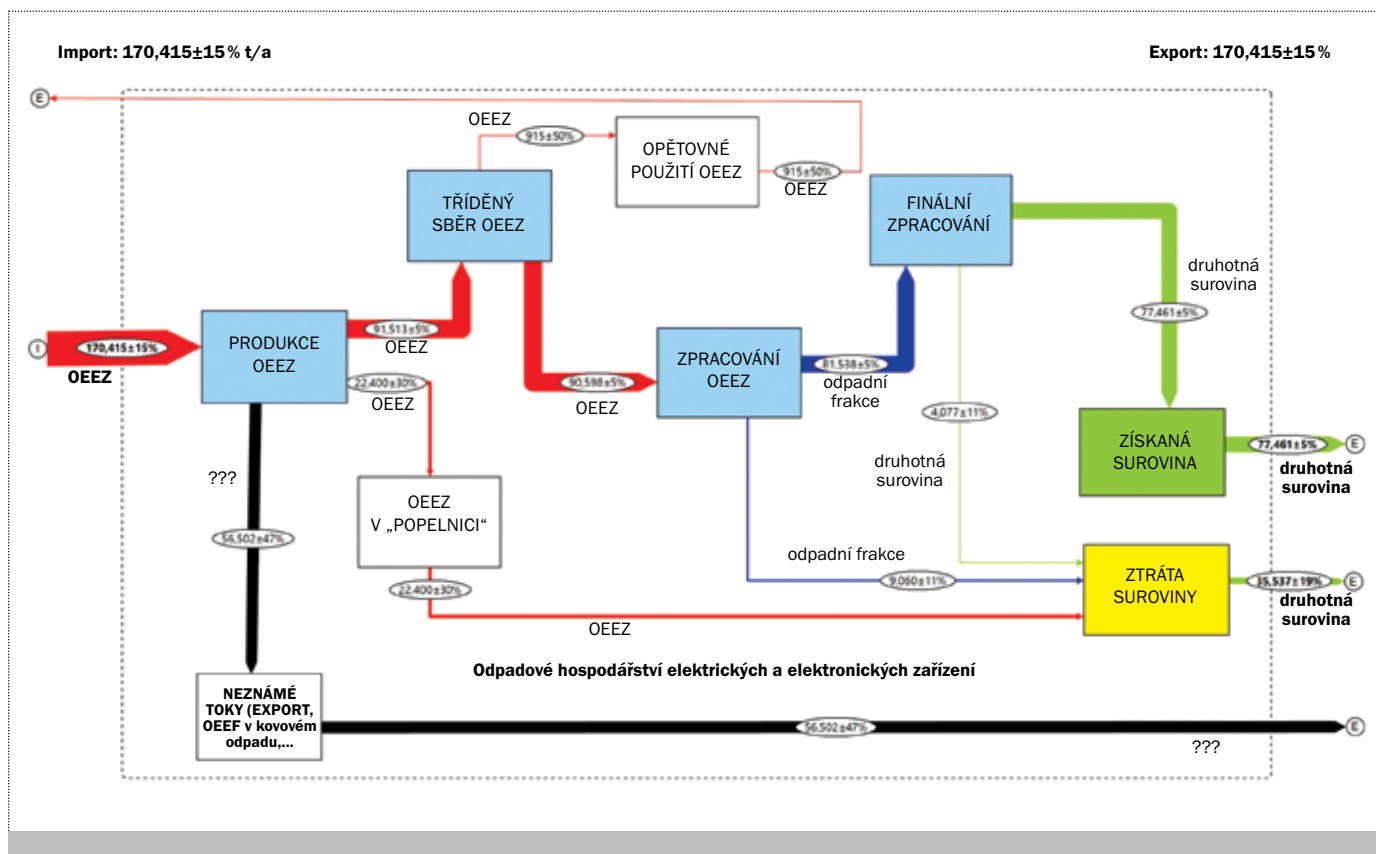 Import: 170,415±15% t/a
Export: 170,415±15%
E
OEEZ
915±50%
OPĚTOVNÉ
POUŽITÍ OEEZ
915±50%
OEEZ
TŘÍDĚNÝ
SBĚR OEEZ
FINÁLNÍ
ZPRACOVÁNÍ
druhotná
surovina
77,461±5%
I
170,415±15%
OEEZ
PRODUKCE
OEEZ
91,513±5%
OEEZ
22,400±30%
OEEZ
90,598±5%
OEEZ
ZPRACOVÁNÍ
OEEZ
81,538±5%
odpadní
frakce
4,077±11%
druhotná
surovina
ZÍSKANÁ
SUROVINA
77,461±5%
E
druhotná
surovina
???
56,502±47%
OEEZ
V „POPELNICI“
22,400±30%
odpadní frakce
9,060±11%
OEEZ
ZTRÁTA
SUROVINY
35,537±19%
E
druhotná
surovina
Odpadové hospodářství elektrických a elektronických zařízení
NEZNÁMÉ
TOKY (EXPORT,
OEEF v kovovém
odpadu,...
56,502±47%
E
???